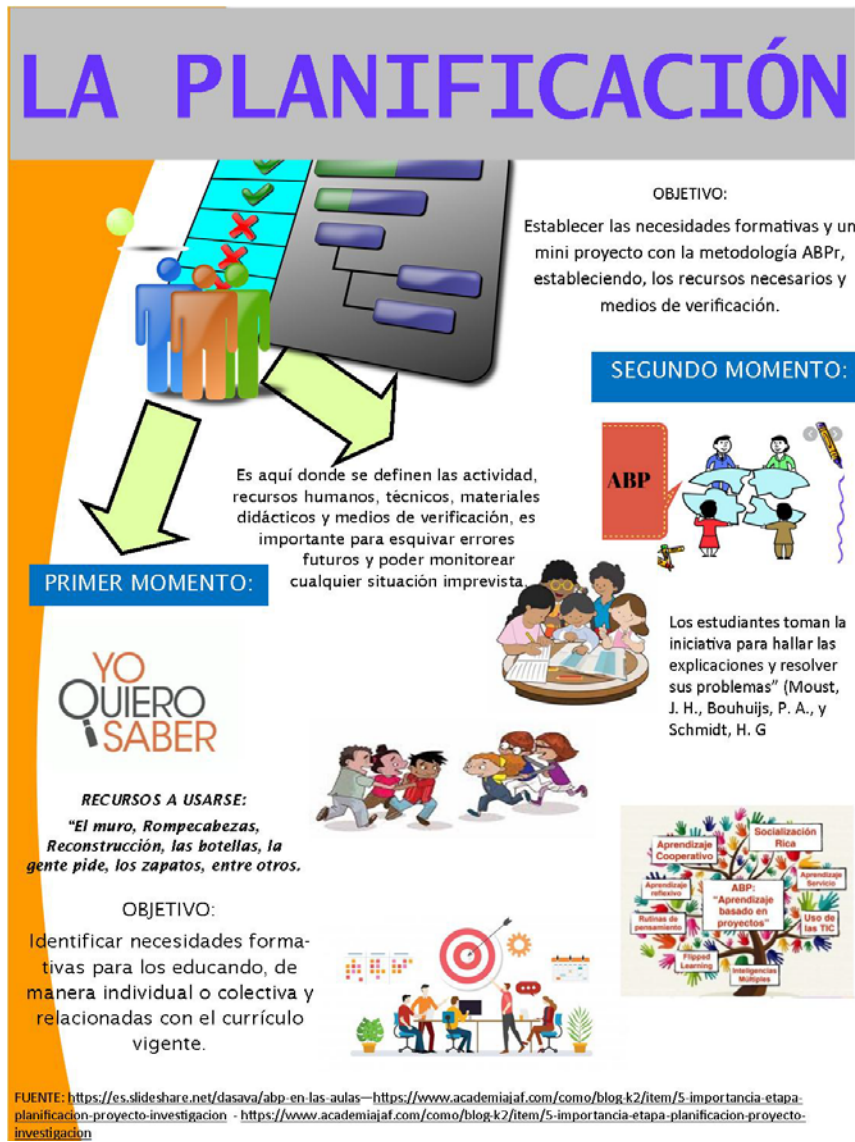 LA PLANIFICACIÓN
OBJETIVO:
Establecer las necesidades formativas y un
mini proyecto con la metodología ABPr,
estableciendo, los recursos necesarios y
medios de verificación.
SEGUNDO MOMENTO:
ABP
Es aquí donde se definen las actividad,
recursos humanos, técnicos, materiales
didácticos y medios de verificación, es
importante para esquivar errores
futuros y poder monitorear
cualquier situación imprevista.
PRIMER MOMENTO:
YO
QUIERO
SABER
Los estudiantes toman la
iniciativa para hallar las
explicaciones y resolver
sus problemas” (Moust,
J. H., Bouhuijs, P. A., y
Schmidt, H. G
RECURSOS A USARSE:
“El muro, Rompecabezas,
Reconstrucción, las botellas, la
gente pide, los zapatos, entre otros.
OBJETIVO:
Identificar necesidades forma-
tivas para los educando, de
manera individual o colectiva y
relacionadas con el currículo
vigente.
Aprendizaje
Cooperativo
Socialización
Rica
Aprendizaje
reflexivo
ABP:
“Aprendizaje
basado en
proyectos”
Aprendizaje
Servicio
Rutinas de
pensamiento
Uso de
las TIC
Flipped
Learning
Inteligencias
Múltiples
FUENTE: https://es.slideshare.net/dasava/abp-en-las-aulas—https://www.academiajaf.com/como/blog-k2/item/5-importancia-etapa-
planificacion-proyecto-investigacion - https://www.academiajaf.com/como/blog-k2/item/5-importancia-etapa-planificacion-proyecto-
investigacion